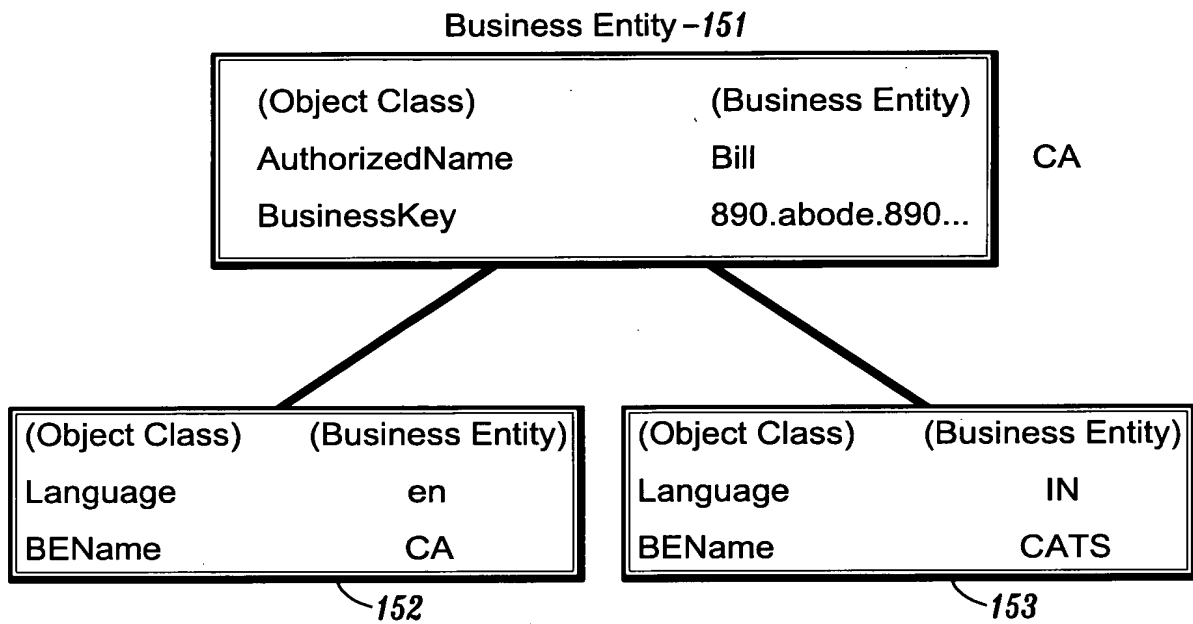 Business Entity -151
(Object Class) (Business Entity)
AuthorizedName Bill CA
BusinessKey 890.abode.890...
(Object Class) (Business Entity)
Language en
BEName CA
152
(Object Class) (Business Entity)
Language IN
BEName CATS
153